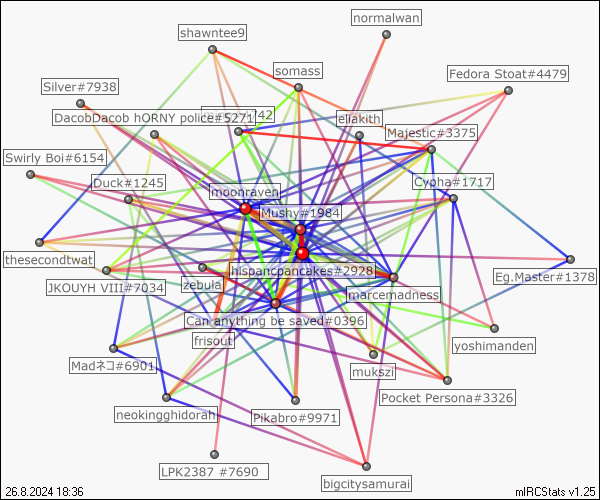 normalwan
shawntee9
somass
Fedora Stoat#4479
Silver#7938
DacobDacob hORNY police#5271
eliakith
Majestic#3375
Swirly Boi#6154
Duck#1245
moonraven
Cypha#1717
Mushy#1984
thesecondtwat
hispanicpancakes#2928
Eg.Master#1378
JKOUYH VIII#7034
zebula
marcemadness
Can anything be saved#0396
frisout
yoshimanden
Madネコ#6901
mukszi
Pocket Persona#3326
neokingghidorah
Pikabro#9971
LPK2387 #7690
bigcitysamurai
26.8.2024 18:36
mIRCStats v1.25